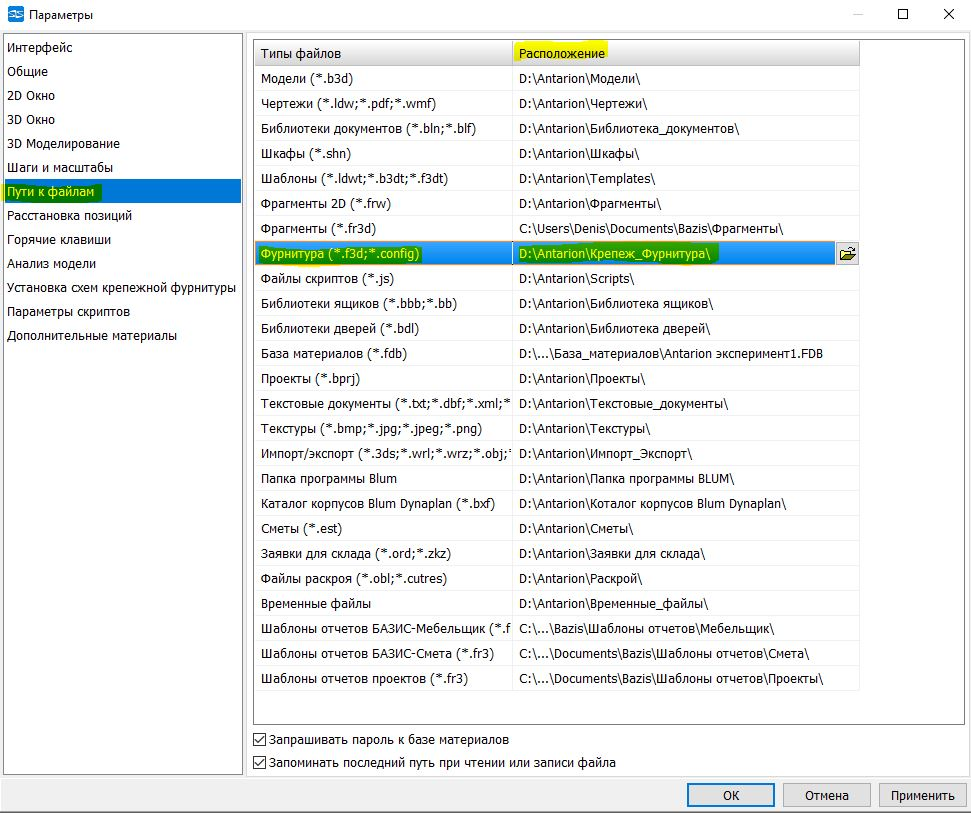 Параметры
Интерфейс
Общие
2D Окно
3D Окно
3D Моделирование
Шаги и масштабы
Пути к файлам
Расстановка позиций
Горячие клавиши
Анализ модели
Установка схем крепежной фурнитуры
Параметры скриптов
Дополнительные материалы
Типы файлов Расположение
Модели (*.b3d) D:\Antarion\Модели\
Чертежи (*.ldw;*.pdf;*.wmf) D:\Antarion\Чертежи\
Библиотеки документов (*.bln;*.blf) D:\Antarion\Библиотека_документов\
Шкафы (*.shn) D:\Antarion\Шкафы\
Шаблоны (*.ldwt;*.b3dt;*.f3dt) D:\Antarion\Templates\
Фрагменты 2D (*.frw) D:\Antarion\Фрагменты\
Фрагменты (*.fr3d) C:\Users\Denis\Documents\Bazis\Фрагменты\
Фурнитура (*.f3d;*.config) D:\Antarion\Крепеж_Фурнитура\
Файлы скриптов (*.js) D:\Antarion\Scripts\
Библиотеки ящиков (*.bbb;*.bb) D:\Antarion\Библиотека ящиков\
Библиотеки дверей (*.bdl) D:\Antarion\Библиотека дверей\
База материалов (*.fdb) D:\...\База_материалов\Antarion эксперимент1.FDB
Проекты (*.bprj) D:\Antarion\Проекты\
Текстовые документы (*.txt;*.dbf;*.xml;* D:\Antarion\Текстовые_документы\
Текстуры (*.bmp;*.jpg;*.jpeg;*.png) D:\Antarion\Текстуры\
Импорт/экспорт (*.3ds;*.wrl;*.wrz;*.obj;* D:\Antarion\Импорт_Экспорт\
Папка программы Blum D:\Antarion\Папка программы BLUM\
Каталог корпусов Blum Dynaplan (*.bxf) D:\Antarion\Коталог корпусов Blum Dynaplan\
Сметы (*.est) D:\Antarion\Сметы\
Заявки для склада (*.ord;*.zkz) D:\Antarion\Заявки для склада\
Файлы раскроя (*.obl;*.cutres) D:\Antarion\Раскрой\
Временные файлы D:\Antarion\Временные_файлы\
Шаблоны отчетов БАЗИС-Мебельщик (*.f C:\...\Bazis\Шаблоны отчетов\Мебельщик\
Шаблоны отчетов БАЗИС-Смета (*.fr3) C:\...\Documents\Bazis\Шаблоны отчетов\Смета\
Шаблоны отчетов проектов (*.fr3) C:\...\Documents\Bazis\Шаблоны отчетов\Проекты\
Запрашивать пароль к базе материалов
Запоминать последний путь при чтении или записи файла
ОК Отмена Применить